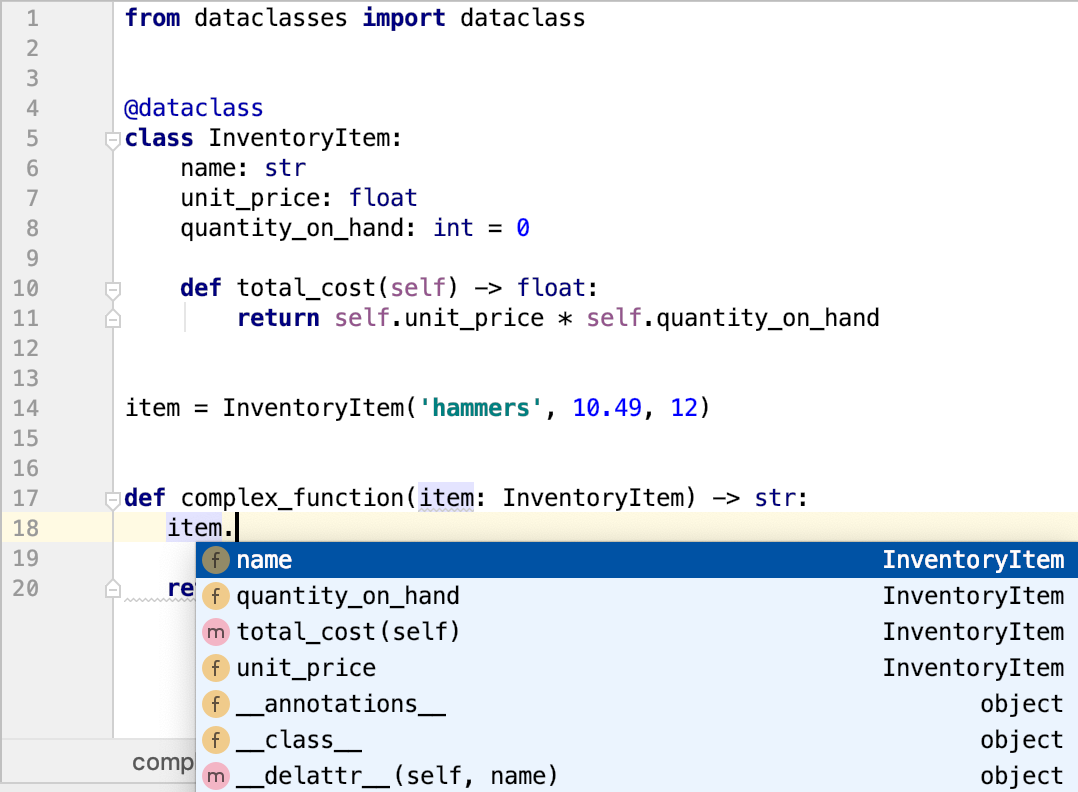 1 from dataclasses import dataclass
2
3
4 @dataclass
5 class InventoryItem:
6 name: str
7 unit_price: float
8 quantity_on_hand: int = 0
9
10 def total_cost(self) -> float:
11 return self.unit_price * self.quantity_on_hand
12
13
14 item = InventoryItem('hammers', 10.49, 12)
15
16
17 def complex_function(item: InventoryItem) -> str:
18 item.
19 f name InventoryItem
f quantity_on_hand InventoryItem
20 re
m total_cost(self) InventoryItem
f unit_price InventoryItem
f __annotations__ object
f __class__ object
comp
m __delattr__(self, name) object